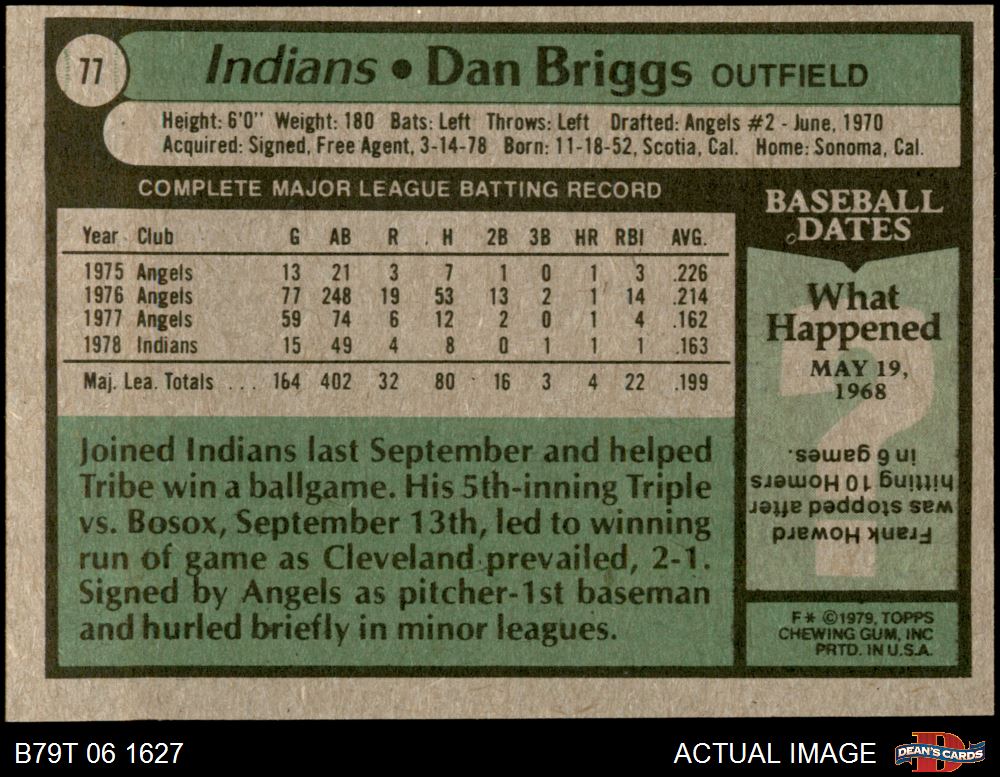 77
Indians • Dan Briggs OUTFIELD
Height: 6'0" Weight: 180 Bats: Left Throws: Left Drafted: Angels #2 - June, 1970
Acquired: Signed, Free Agent, 3-14-78 Born: 11-18-52, Scotia, Cal. Home: Sonoma, Cal.
COMPLETE MAJOR LEAGUE BATTING RECORD
Year Club G AB R H 2B 3B HR RBI AVG.
1975 Angels 13 21 3 7 1 0 1 3 .226
1976 Angels 77 248 19 53 13 2 1 14 .214
1977 Angels 59 74 6 12 2 0 1 4 .162
1978 Indians 15 49 4 8 0 1 1 1 .163
Maj. Lea. Totals ... 164 402 32 80 16 3 4 22 .199
Joined Indians last September and helped
Tribe win a ballgame. His 5th-inning Triple
vs. Bosox, September 13th, led to winning
run of game as Cleveland prevailed, 2-1.
Signed by Angels as pitcher-1st baseman
and hurled briefly in minor leagues.
BASEBALL
DATES
What
Happened
MAY 19,
1968
Frank Howard
was stopped after
hitting 10 Homers
in 6 games.
F* ©1979, TOPPS
CHEWING GUM, INC
PRTD. IN U.S.A.
B79T 06 1627
ACTUAL IMAGE
D
DEAN'S CARDS